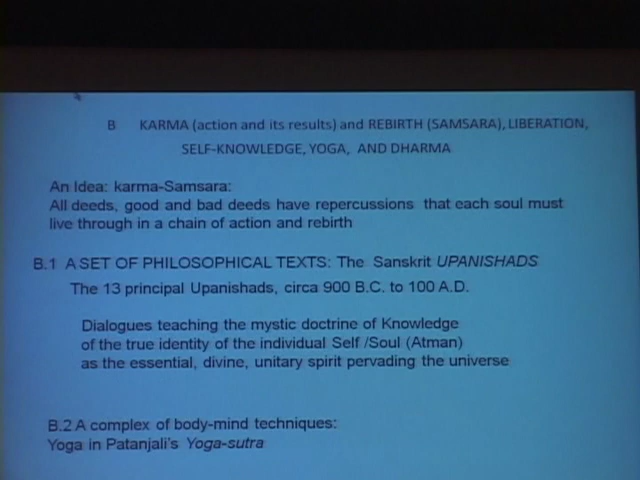 B KARMA (action and its results) and REBIRTH (SAMSARA), LIBERATION,
SELF-KNOWLEDGE, YOGA, AND DHARMA
An Idea: karma-Samsara:
All deeds, good and bad deeds have repercussions that each soul must
live through in a chain of action and rebirth
B.1 A SET OF PHILOSOPHICAL TEXTS: The Sanskrit UPANISHADS
The 13 principal Upanishads, circa 900 B.C. to 100 A.D.
Dialogues teaching the mystic doctrine of Knowledge
of the true identity of the individual Self /Soul (Atman)
as the essential, divine, unitary spirit pervading the universe
B.2 A complex of body-mind techniques:
Yoga in Patanjali's Yoga-sutra